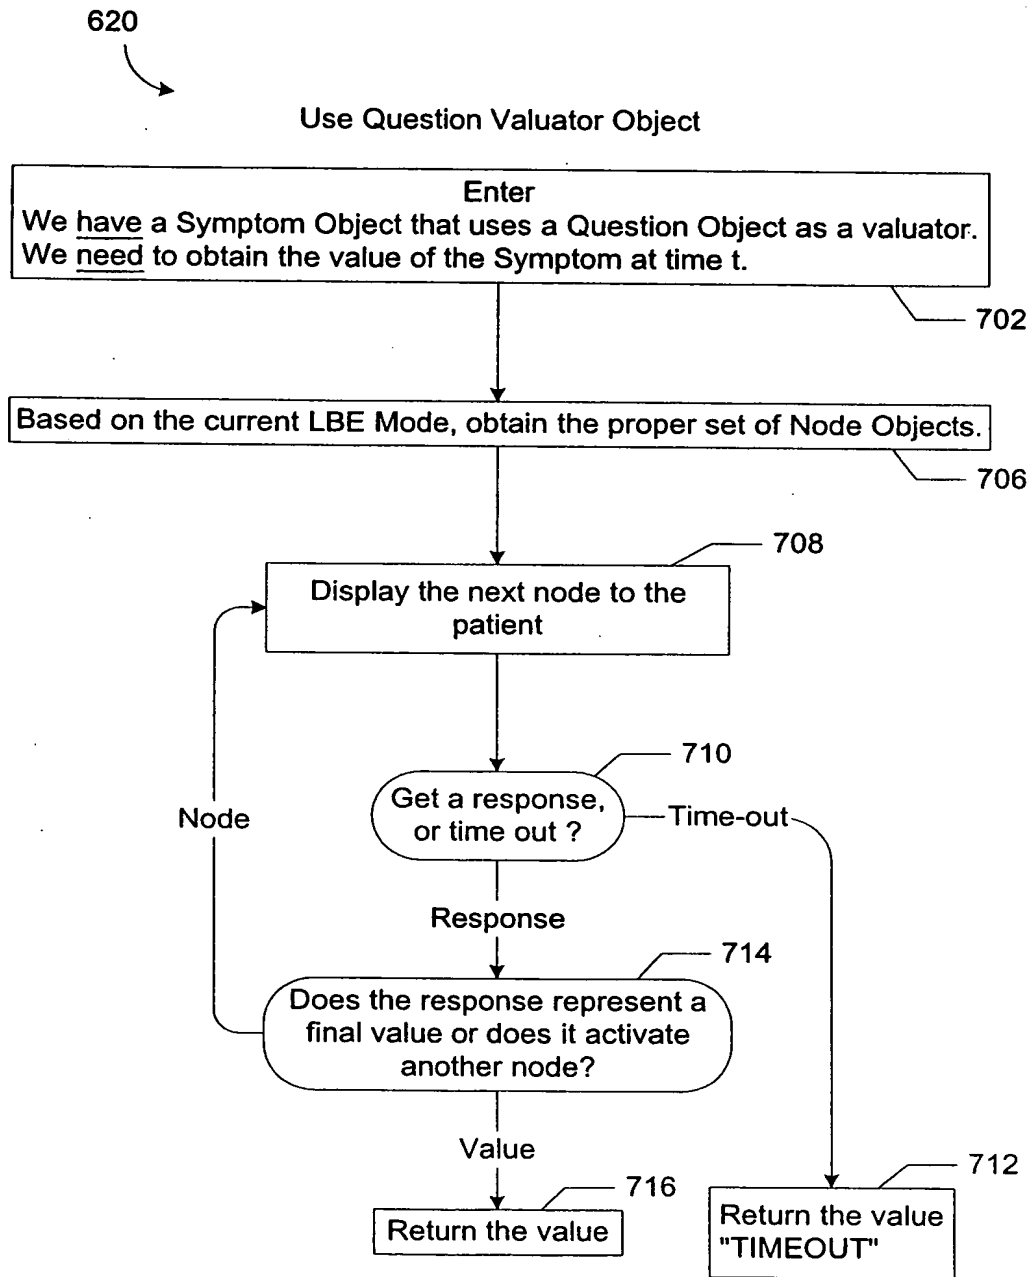 620
Use Question Valuator Object
Enter
We have a Symptom Object that uses a Question Object as a valuator.
We need to obtain the value of the Symptom at time t.
702
Based on the current LBE Mode, obtain the proper set of Node Objects.
706
708
Display the next node to the
patient
710
Get a response,
or time out ?
Time-out
Node
Response
714
Does the response represent a
final value or does it activate
another node?
Value
716
Return the value
712
Return the value
"TIMEOUT"